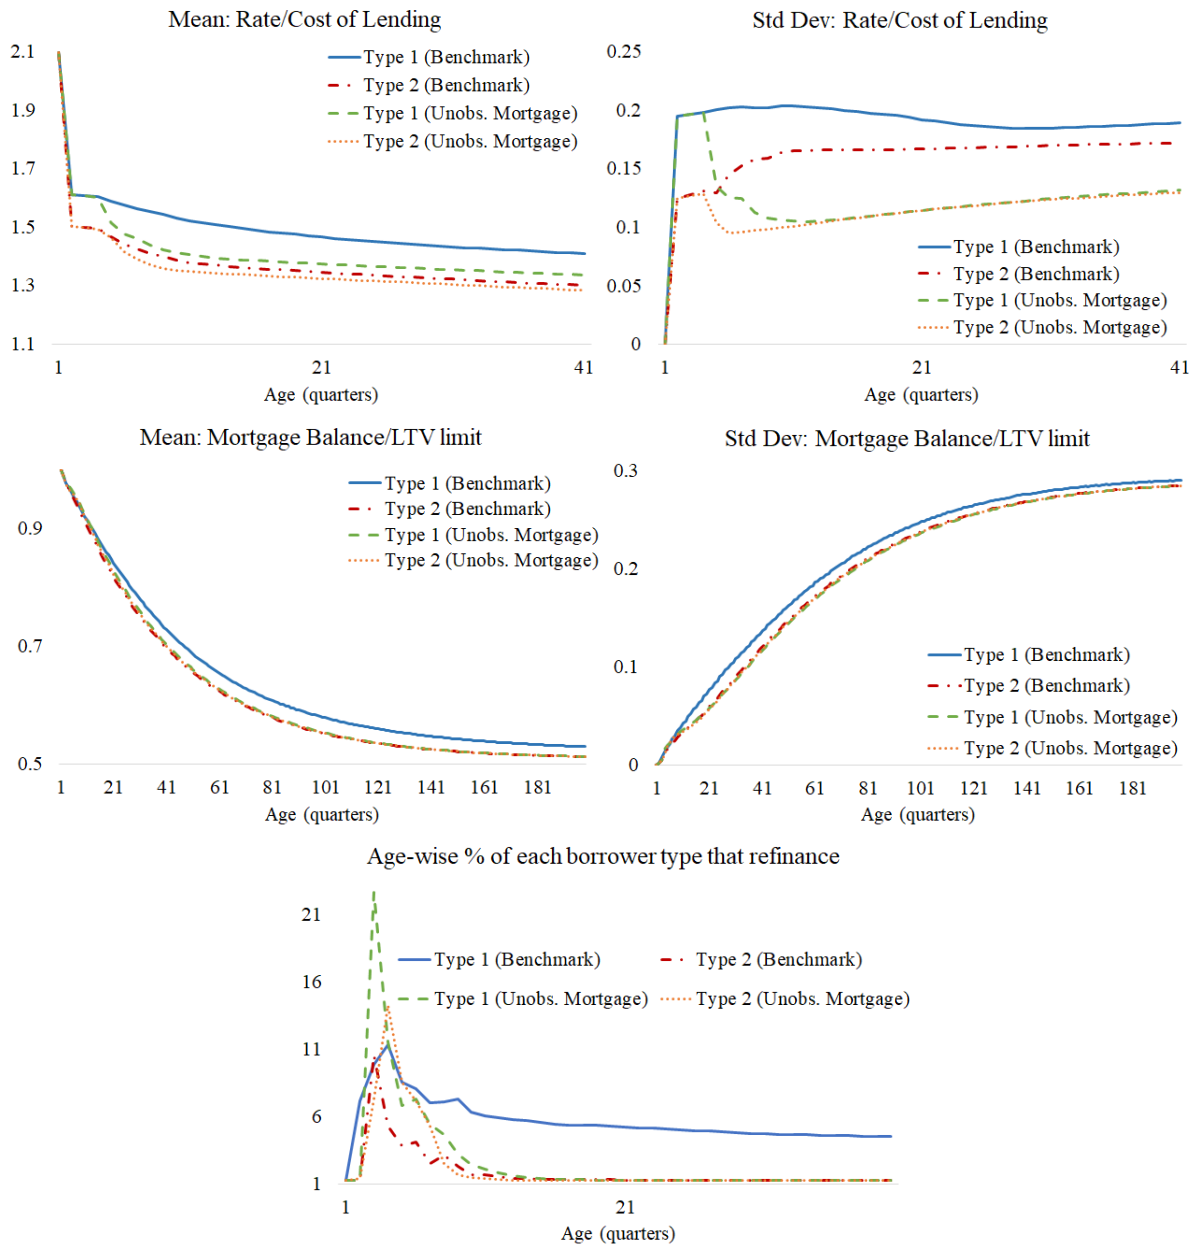 Mean: Rate/Cost of Lending
2.1
1.9
1.7
1.5
1.3
1.1
Type 1 (Benchmark)
Type 2 (Benchmark)
Type 1 (Unobs. Mortgage)
Type 2 (Unobs. Mortgage)
1
21
41
Age (quarters)
Std Dev: Rate/Cost of Lending
0.25
0.2
0.15
0.1
0.05
0
Type 1 (Benchmark)
Type 2 (Benchmark)
Type 1 (Unobs. Mortgage)
Type 2 (Unobs. Mortgage)
1
21
41
Age (quarters)
Mean: Mortgage Balance/LTV limit
0.9
0.7
0.5
Type 1 (Benchmark)
Type 2 (Benchmark)
Type 1 (Unobs. Mortgage)
Type 2 (Unobs. Mortgage)
1 21 41 61 81 101 121 141 161 181
Age (quarters)
Std Dev: Mortgage Balance/LTV limit
0.3
0.2
0.1
0
Type 1 (Benchmark)
Type 2 (Benchmark)
Type 1 (Unobs. Mortgage)
Type 2 (Unobs. Mortgage)
1 21 41 61 81 101 121 141 161 181
Age (quarters)
Age-wise % of each borrower type that refinance
21
16
11
6
1
Type 1 (Benchmark) Type 2 (Benchmark)
Type 1 (Unobs. Mortgage) Type 2 (Unobs. Mortgage)
1 21
Age (quarters)